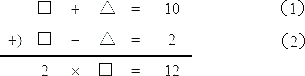 □ + △ = 10 (1)
+) □ − △ = 2 (2)
2 × □ = 12